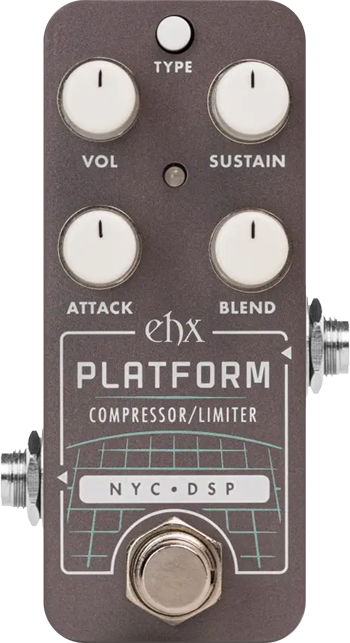 TYPE
VOL SUSTAIN
ATTACK BLEND
ehx
PLATFORM
COMPRESSOR/LIMITER
NYC•DSP